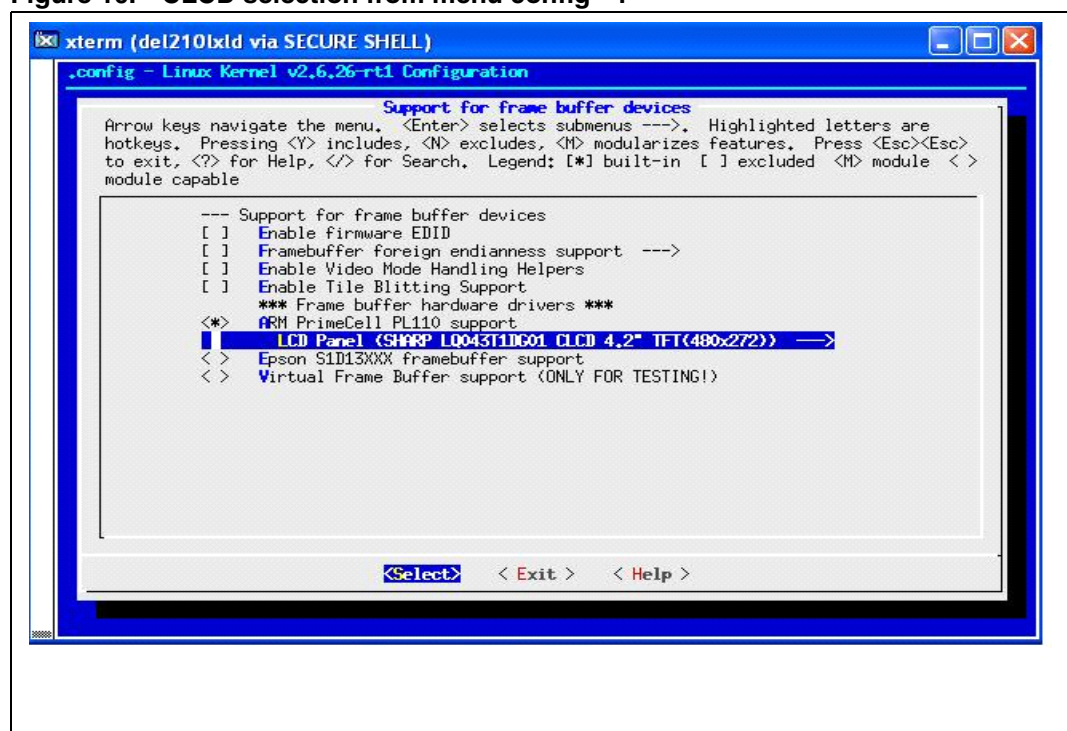 xterm (del210lxld via SECURE SHELL)
.config - Linux Kernel v2.6.26-rt1 Configuration
Support for frame buffer devices
Arrow keys navigate the menu. <Enter> selects submenus --->. Highlighted letters are
hotkeys. Pressing <Y> includes, <N> excludes, <M> modularizes features. Press <Esc><Esc>
to exit, <?> for Help, </> for Search. Legend: [*] built-in [ ] excluded <M> module < >
module capable
--- Support for frame buffer devices
[ ] Enable firmware EDID
[ ] Framebuffer foreign endianness support --->
[ ] Enable Video Mode Handling Helpers
[ ] Enable Tile Blitting Support
*** Frame buffer hardware drivers ***
<*> ARM PrimeCell PL110 support
LCD Panel (SHARP LQ043T1DG01 CLCD 4.2" TFT(480x272)) --->
< > Epson S1D13XXX framebuffer support
< > Virtual Frame Buffer support (ONLY FOR TESTING!)
<Select> < Exit > < Help >